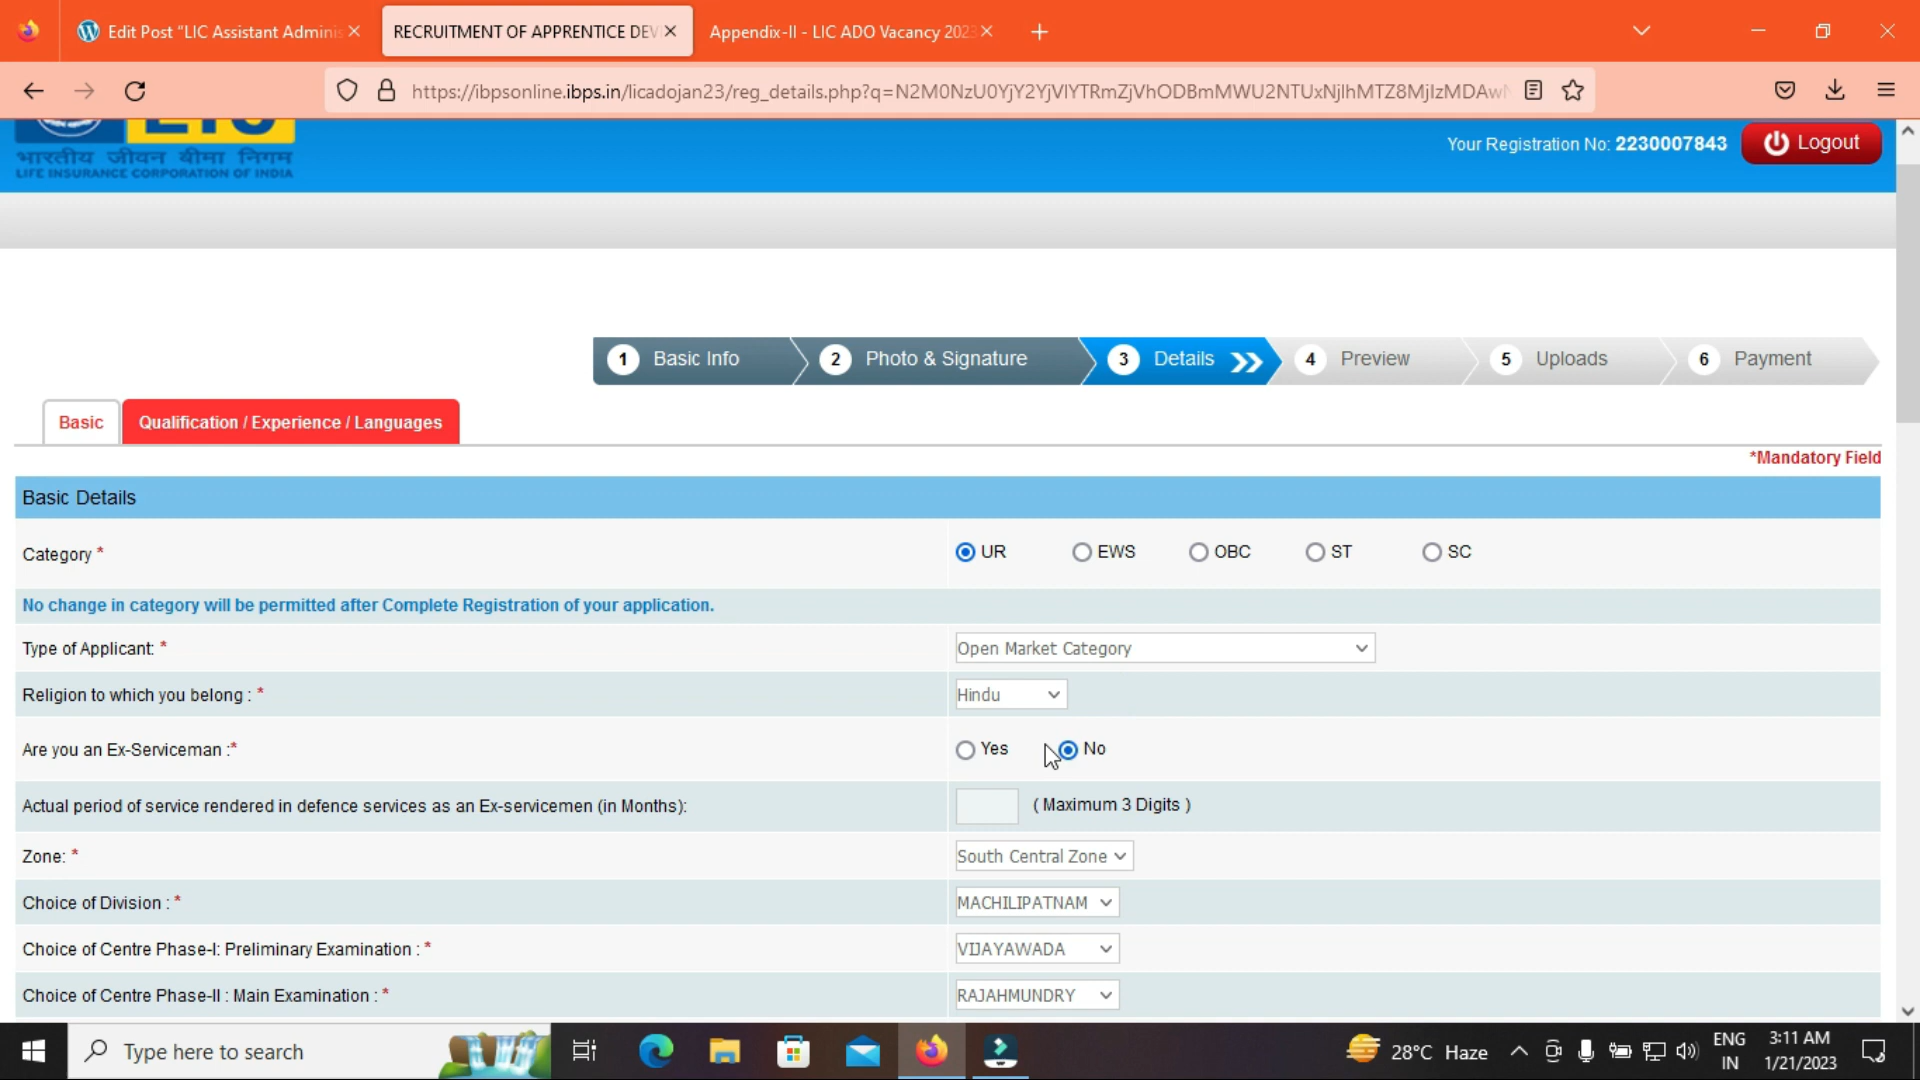 Edit Post "LIC Assistant Adminis
RECRUITMENT OF APPRENTICE DEV
Appendix-II - LIC ADO Vacancy 2023
https://ibpsonline.ibps.in/licadojan23/reg_details.php?q=
भारतीय जीवन बीमा निगम
LIFE INSURANCE CORPORATION OF INDIA
Your Registration No: 2230007843
Logout
1 Basic Info
2 Photo & Signature
3 Details
4 Preview
5 Uploads
6 Payment
Basic
Qualification / Experience / Languages
*Mandatory Field
Basic Details
Category * UR EWS OBC ST SC
No change in category will be permitted after Complete Registration of your application.
Type of Applicant: * Open Market Category
Religion to which you belong : * Hindu
Are you an Ex-Serviceman :* Yes No
Actual period of service rendered in defence services as an Ex-servicemen (in Months): ( Maximum 3 Digits )
Zone: * South Central Zone
Choice of Division : * MACHILIPATNAM
Choice of Centre Phase-I: Preliminary Examination : * VIJAYAWADA
Choice of Centre Phase-II : Main Examination : * RAJAHMUNDRY
Type here to search
28°C Haze
ENG
IN
3:11 AM
1/21/2023